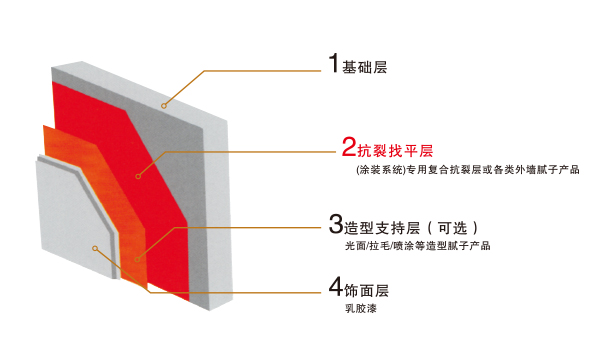 1基础层
2抗裂找平层
(涂装系统)专用复合抗裂层或各类外墙腻子产品
3造型支持层（可选）
光面/拉毛/喷涂等造型腻子产品
4饰面层
乳胶漆